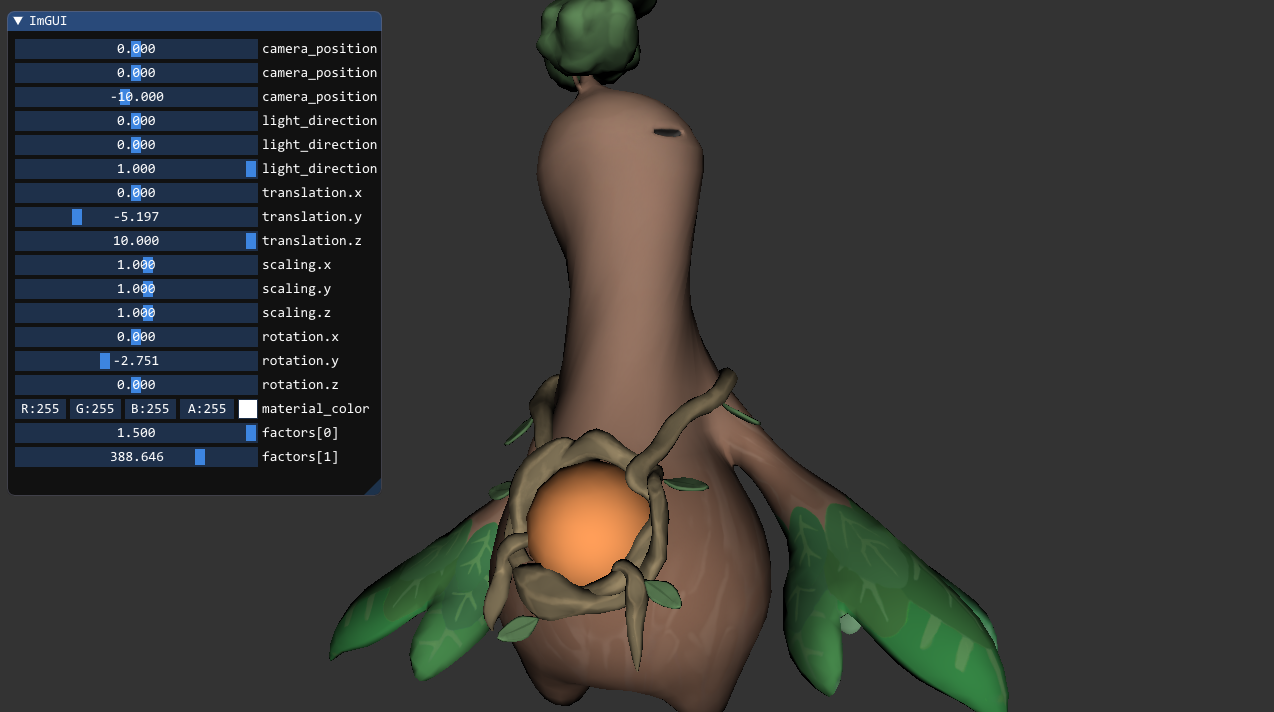 ImGUI
0.000 camera_position
0.000 camera_position
-10.000 camera_position
0.000 light_direction
0.000 light_direction
1.000 light_direction
0.000 translation.x
-5.197 translation.y
10.000 translation.z
1.000 scaling.x
1.000 scaling.y
1.000 scaling.z
0.000 rotation.x
-2.751 rotation.y
0.000 rotation.z
R:255 G:255 B:255 A:255 material_color
1.500 factors[0]
388.646 factors[1]